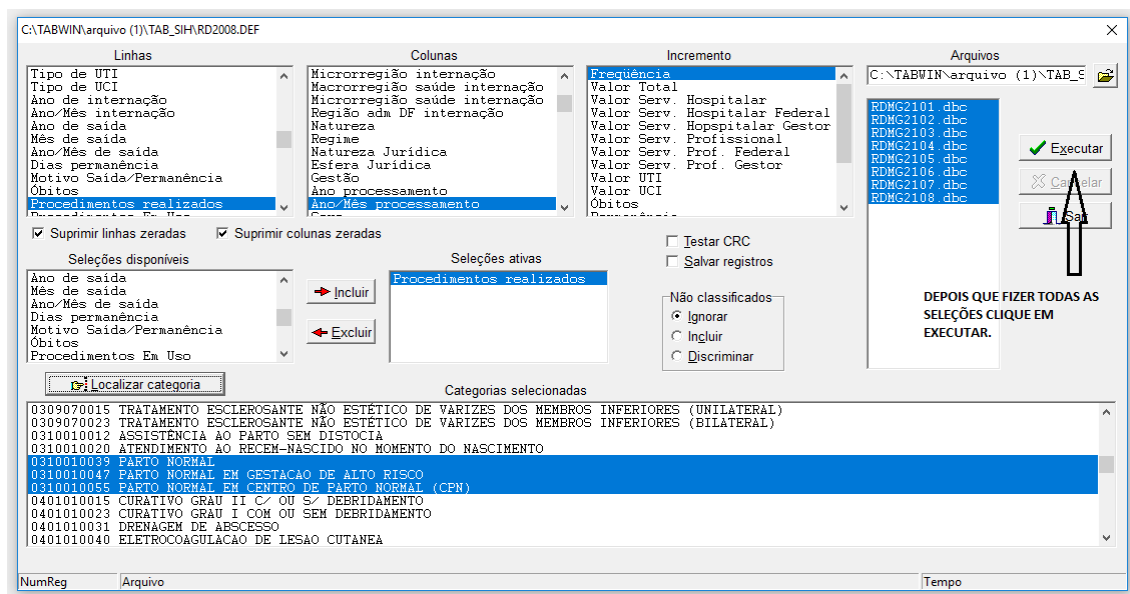 C:\TABWIN\arquivo (1)\TAB_SIH\RD2008.DEF
Linhas
Tipo de UTI
Tipo de UCI
Ano de internação
Ano/Mês internação
Ano de saída
Mês de saída
Ano/Mês de saída
Dias permanência
Motivo Saída/Permanência
Óbitos
Procedimentos realizados
Colunas
Microrregião internação
Macrorregião saúde internação
Microrregião saúde internação
Região adm DF internação
Natureza
Regime
Natureza Jurídica
Esfera Jurídica
Gestão
Ano processamento
Ano/Mês processamento
Incremento
Freqüência
Valor Total
Valor Serv. Hospitalar
Valor Serv. Hospitalar Federal
Valor Serv. Hopspitalar Gestor
Valor Serv. Profissional
Valor Serv. Prof. Federal
Valor Serv. Prof. Gestor
Valor UTI
Valor UCI
Óbitos
Arquivos
C:\TABWIN\arquivo (1)\TAB_S
RDMG2101.dbc
RDMG2102.dbc
RDMG2103.dbc
RDMG2104.dbc
RDMG2105.dbc
RDMG2106.dbc
RDMG2107.dbc
RDMG2108.dbc
Executar
Cancelar
Sair
Suprimir linhas zeradas
Suprimir colunas zeradas
Testar CRC
Salvar registros
Seleções disponíveis
Ano de saída
Mês de saída
Ano/Mês de saída
Dias permanência
Motivo Saída/Permanência
Óbitos
Procedimentos Em Uso
Incluir
Excluir
Seleções ativas
Procedimentos realizados
Não classificados
Ignorar
Incluir
Discriminar
DEPOIS QUE FIZER TODAS AS
SELEÇÕES CLIQUE EM
EXECUTAR.
Localizar categoria
Categorias selecionadas
0309070015 TRATAMENTO ESCLEROSANTE NÃO ESTÉTICO DE VARIZES DOS MEMBROS INFERIORES (UNILATERAL)
0309070023 TRATAMENTO ESCLEROSANTE NÃO ESTÉTICO DE VARIZES DOS MEMBROS INFERIORES (BILATERAL)
0310010012 ASSISTÊNCIA AO PARTO SEM DISTOCIA
0310010020 ATENDIMENTO AO RECEM-NASCIDO NO MOMENTO DO NASCIMENTO
0310010039 PARTO NORMAL
0310010047 PARTO NORMAL EM GESTACAO DE ALTO RISCO
0310010055 PARTO NORMAL EM CENTRO DE PARTO NORMAL (CPN)
0401010015 CURATIVO GRAU II C/ OU S/ DEBRIDAMENTO
0401010023 CURATIVO GRAU I COM OU SEM DEBRIDAMENTO
0401010031 DRENAGEM DE ABSCESSO
0401010040 ELETROCOAGULACAO DE LESAO CUTANEA
NumReg
Arquivo
Tempo